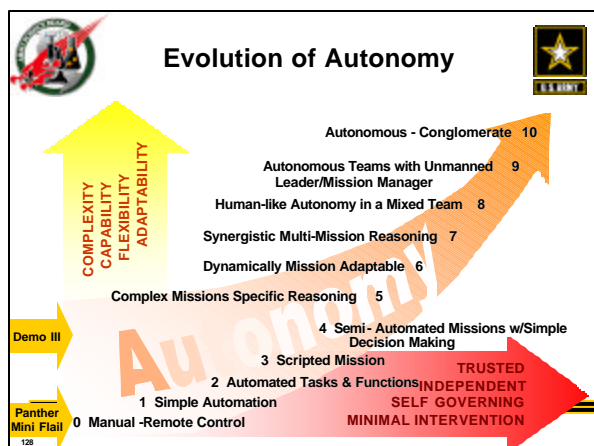 Evolution of Autonomy
U.S. ARMY
COMPLEXITY
CAPABILITY
FLEXIBILITY
ADAPTABILITY
Autonomous - Conglomerate 10
Autonomous Teams with Unmanned 9
Leader/Mission Manager
Human-like Autonomy in a Mixed Team 8
Synergistic Multi-Mission Reasoning 7
Dynamically Mission Adaptable 6
Complex Missions Specific Reasoning 5
Autonomy
Demo III
4 Semi- Automated Missions w/Simple
Decision Making
3 Scripted Mission
2 Automated Tasks & Functions
1 Simple Automation
0 Manual -Remote Control
TRUSTED
INDEPENDENT
SELF GOVERNING
MINIMAL INTERVENTION
Panther
Mini Flail
128